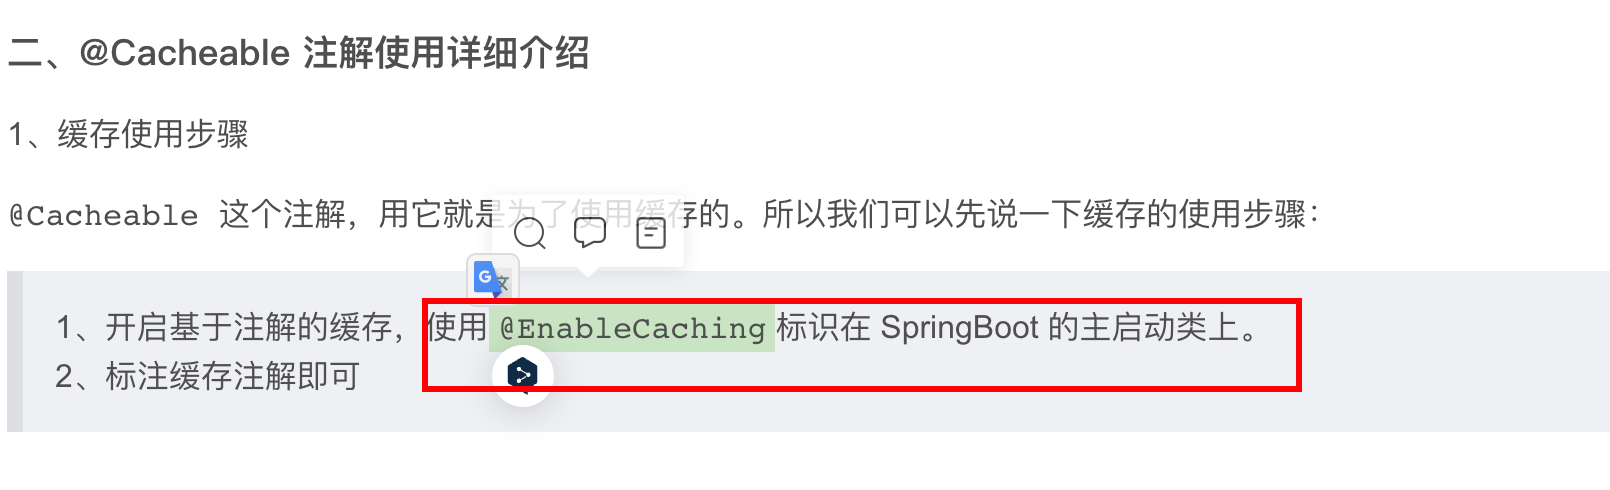 二、@Cacheable 注解使用详细介绍
1、缓存使用步骤
@Cacheable 这个注解，用它就是为了使用缓存的。所以我们可以先说一下缓存的使用步骤：
G 文
1、开启基于注解的缓存，使用 @EnableCaching 标识在 SpringBoot 的主启动类上。
2、标注缓存注解即可